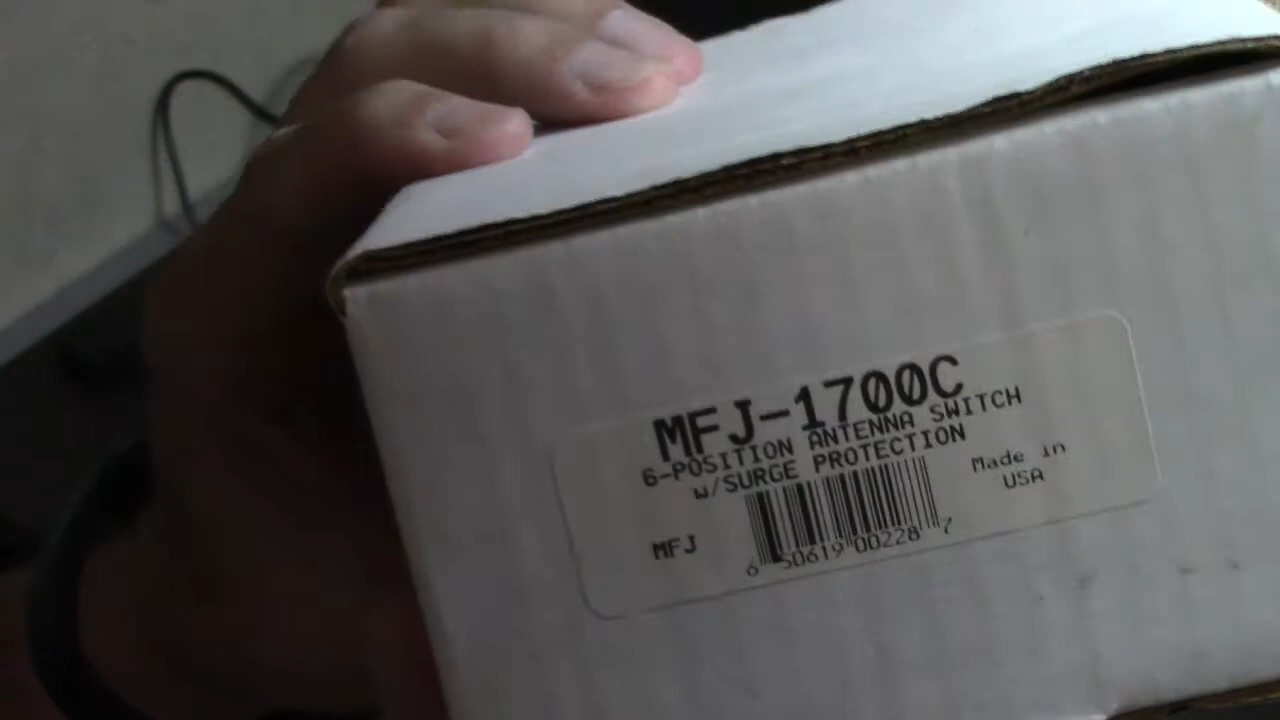 MFJ-1700C
6-POSITION ANTENNA SWITCH
w/SURGE PROTECTION
Made in
USA
MFJ
6 50619 00228 7